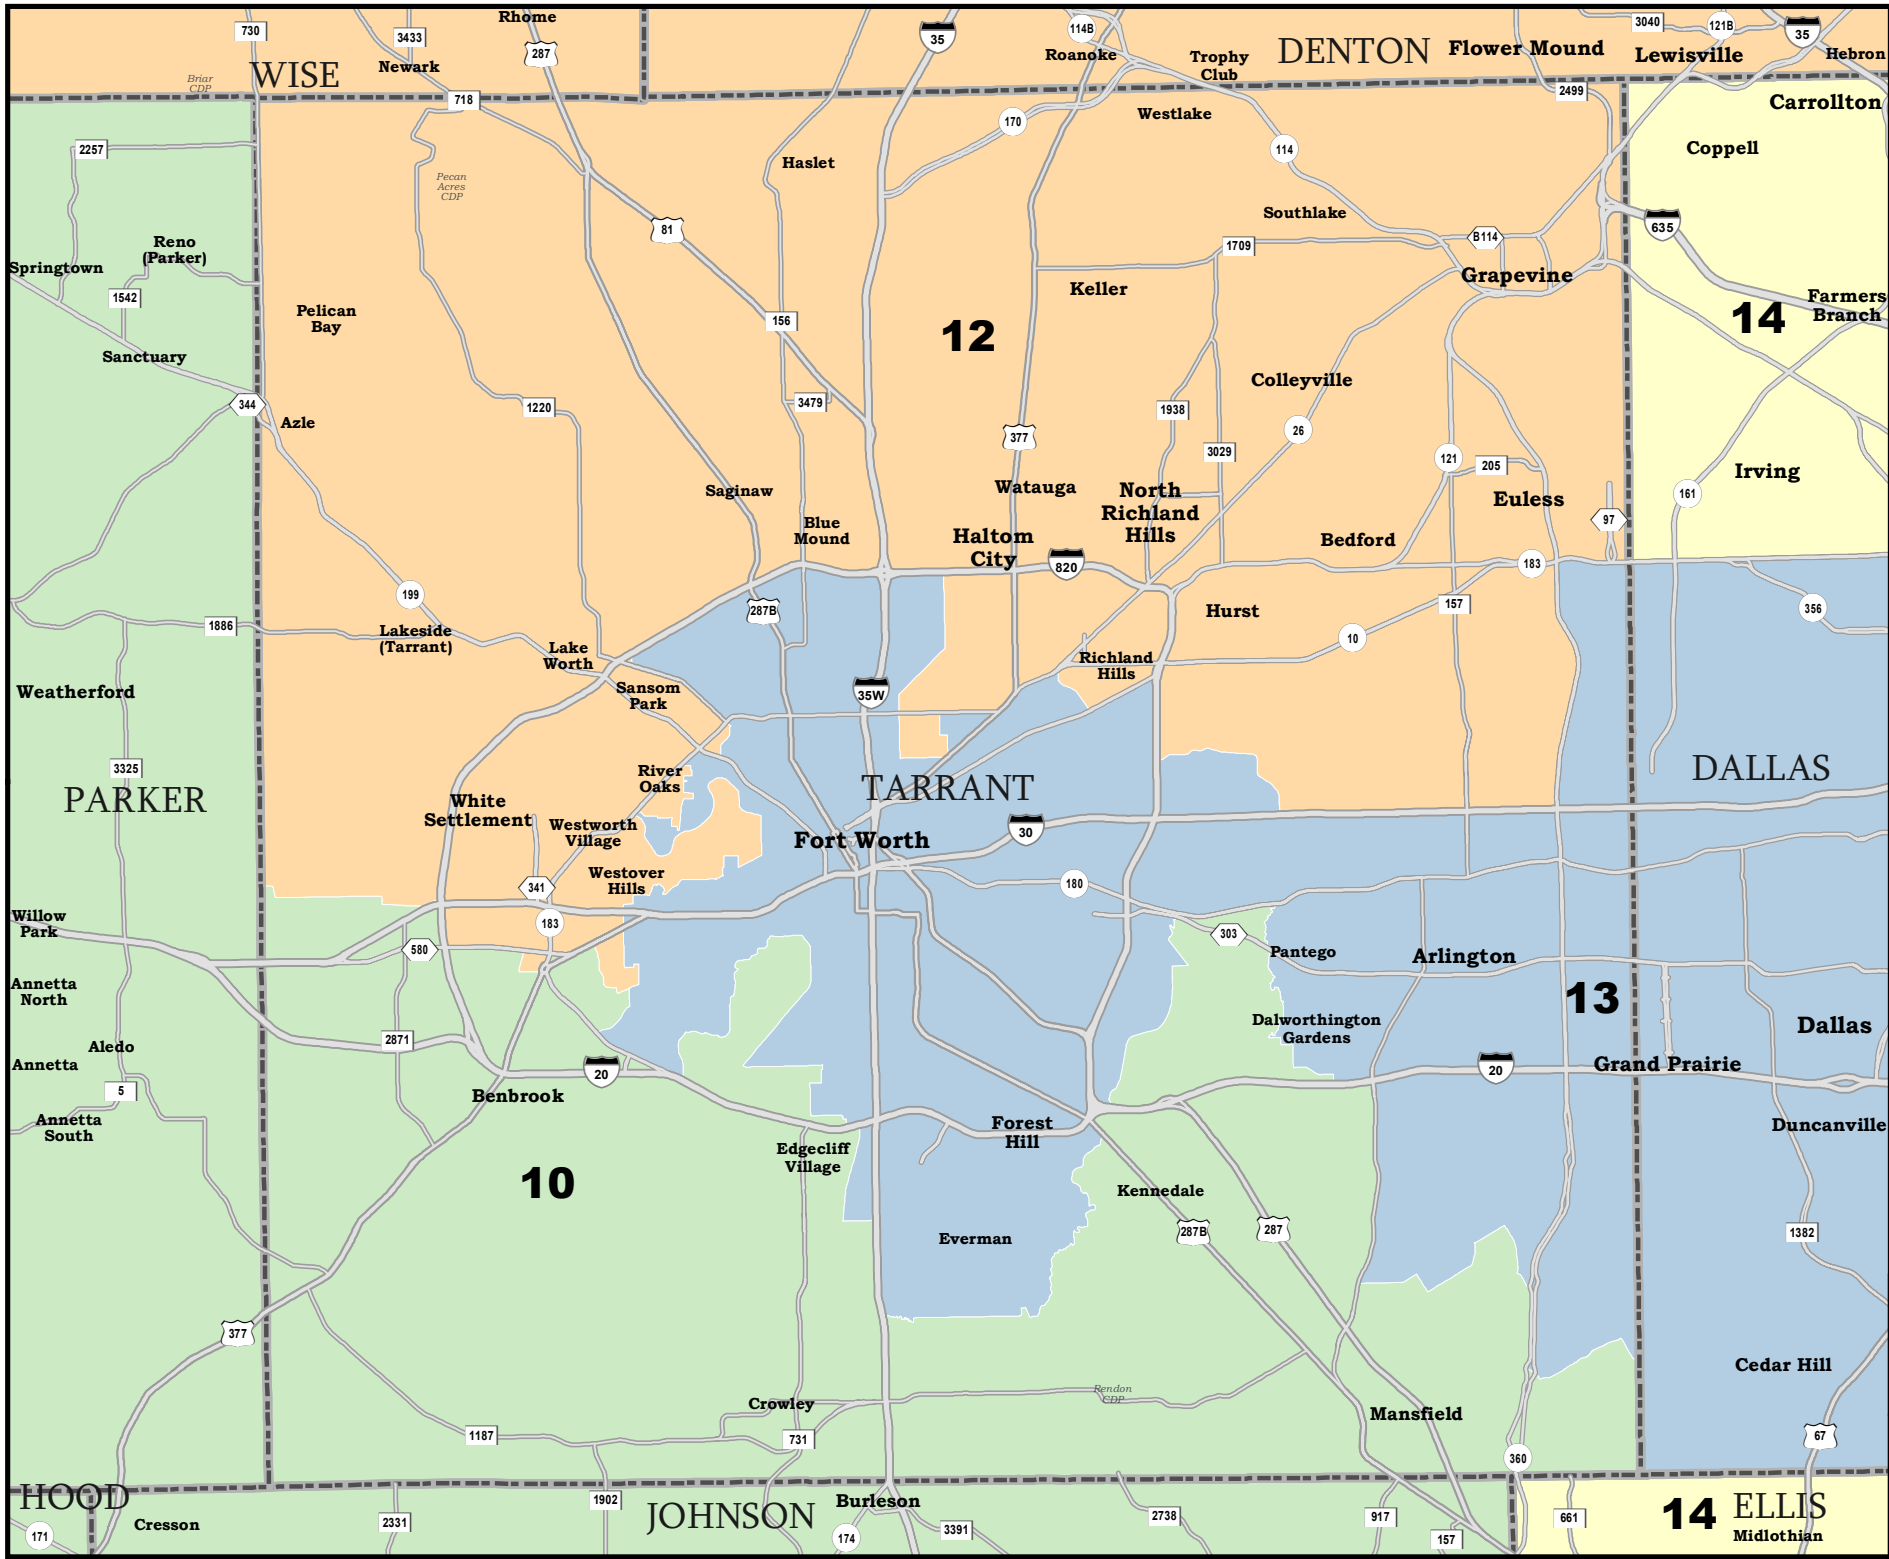 Rhome
730
3433
287
35
114B
Roanoke
Trophy
Club
DENTON
Flower Mound
3040
121B
35
Lewisville
Hebron
Newark
WISE
Briar
CDP
718
2499
Carrollton
170
Westlake
114
Coppell
2257
Haslet
Pecan
Acres
CDP
Southlake
81
635
Reno
(Parker)
1709
B114
Springtown
Grapevine
1542
Keller
Farmers
Branch
Pelican
Bay
156
12
14
Sanctuary
Colleyville
344
1220
3479
1938
Azle
377
26
3029
121
205
Irving
Saginaw
Watauga
North
Richland
Hills
Euless
161
97
Blue
Mound
Haltom
City
820
Bedford
183
199
287B
Hurst
157
356
1886
Lakeside
(Tarrant)
10
Lake
Worth
Richland
Hills
Weatherford
Sansom
Park
35W
3325
River
Oaks
TARRANT
DALLAS
PARKER
White
Settlement
Westworth
Village
Fort Worth
30
Westover
Hills
341
180
Willow
Park
183
580
303
Pantego
Arlington
Annetta
North
13
Dalworthington
Gardens
Dallas
2871
Aledo
Annetta
20
20
Grand Prairie
5
Benbrook
Annetta
South
Forest
Hill
Duncanville
Edgecliff
Village
10
Kennedale
287B
287
1382
Everman
377
Cedar Hill
Rendon
CDP
Crowley
Mansfield
1187
731
67
360
HOOD
1902
JOHNSON
Burleson
14
ELLIS
171
Cresson
2331
174
3391
2738
917
157
661
Midlothian